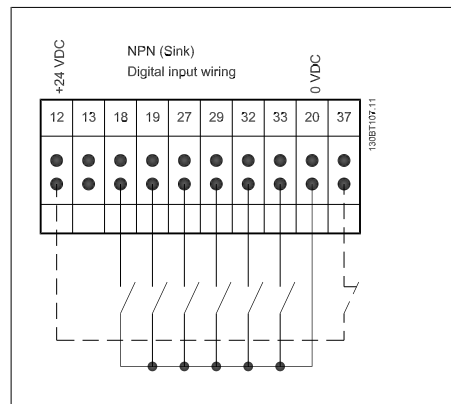 NPN (Sink)
Digital input wiring
+24 VDC
0 VDC
12 13 18 19 27 29 32 33 20 37
130BT107.11